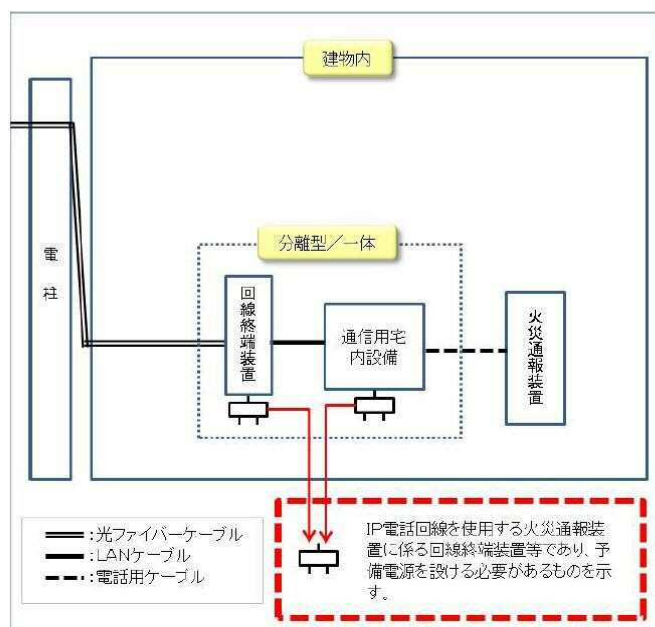 建物内
分離型／一体
電柱
回線終端装置
通信用宅
内設備
火災通報装置
:光ファイバーケーブル
:LANケーブル
:電話用ケーブル
IP電話回線を使用する火災通報装
置に係る回線終端装置等であり、予
備電源を設ける必要があるものを示
す。